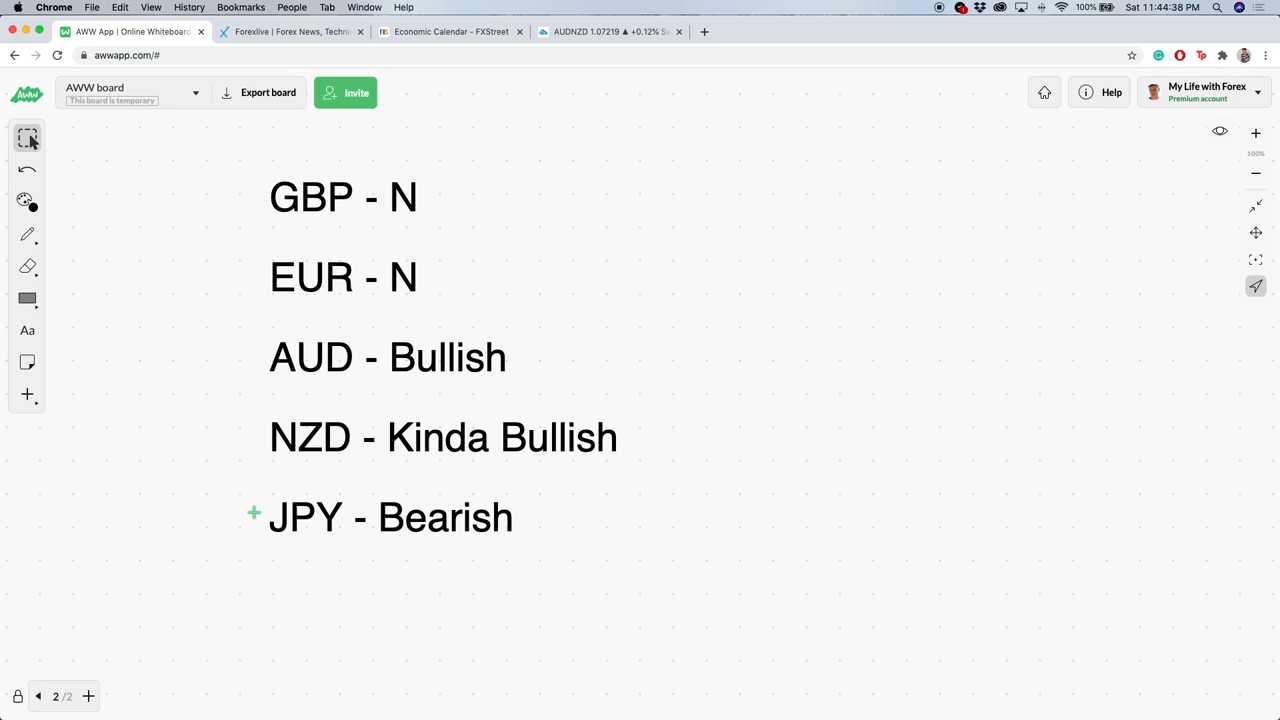 Chrome File Edit View History Bookmarks People Tab Window Help 100% Sat 11:44:38 PM
AWW App | Online Whiteboard Forexlive | Forex News, Techni Economic Calendar - FXStreet AUDNZD 1.07219 ▲ +0.12%
awwapp.com/#
AWW AWW board Export board Invite Help My Life with Forex
This board is temporary Premium account
100%
Aa
GBP - N
EUR - N
AUD - Bullish
NZD - Kinda Bullish
JPY - Bearish
2 /2